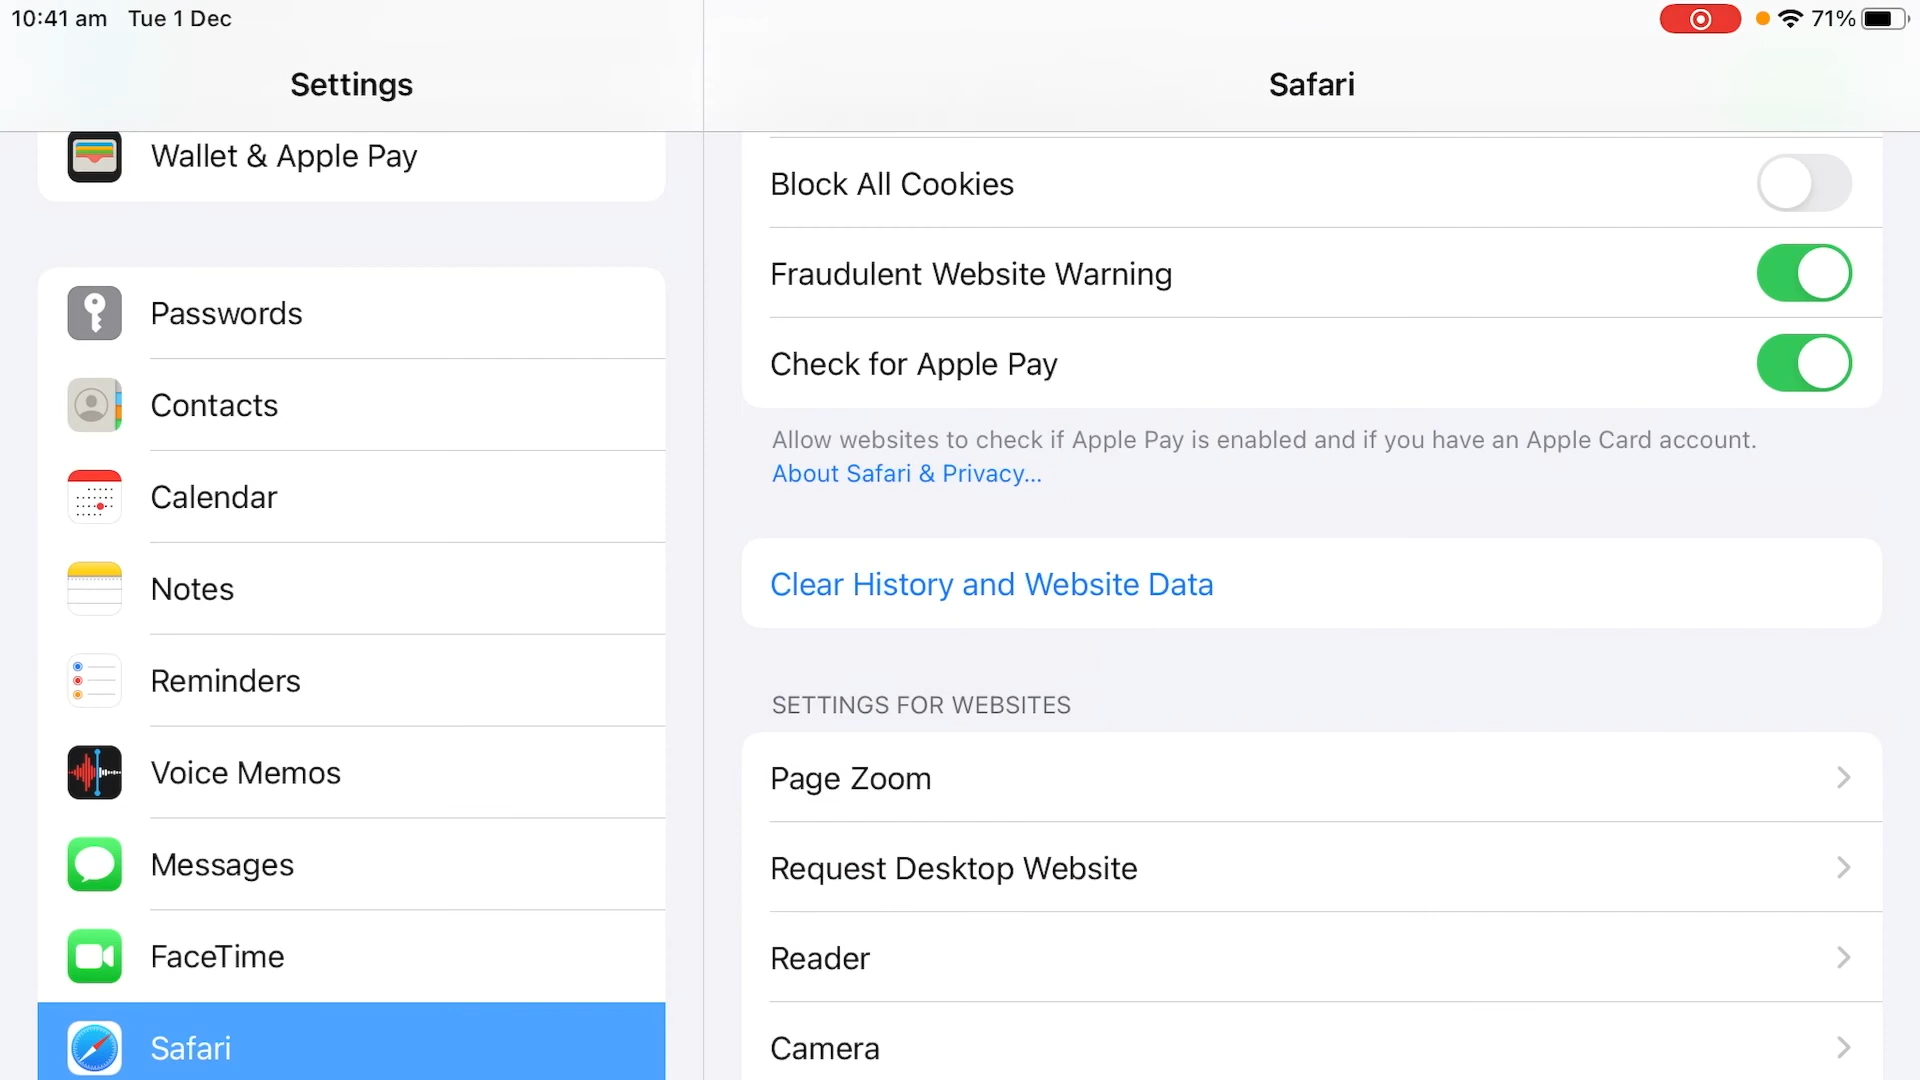 10:41 am Tue 1 Dec
71%
Settings
Safari
Wallet & Apple Pay
Passwords
Contacts
Calendar
Notes
Reminders
Voice Memos
Messages
FaceTime
Safari
Block All Cookies
Fraudulent Website Warning
Check for Apple Pay
Allow websites to check if Apple Pay is enabled and if you have an Apple Card account.
About Safari & Privacy...
Clear History and Website Data
SETTINGS FOR WEBSITES
Page Zoom
Request Desktop Website
Reader
Camera